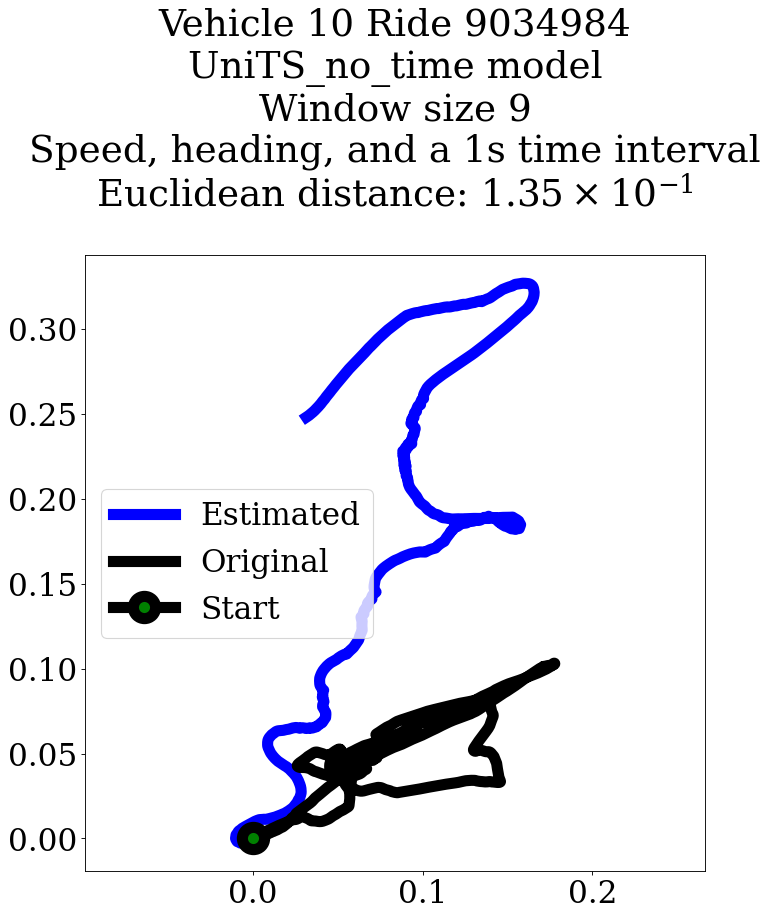 Vehicle 10 Ride 9034984
UniTS_no_time model
Window size 9
Speed, heading, and a 1s time interval
Euclidean distance: 1.35 × 10⁻¹
0.30
0.25
0.20
0.15
0.10
0.05
0.00
Estimated
Original
Start
0.0 0.1 0.2